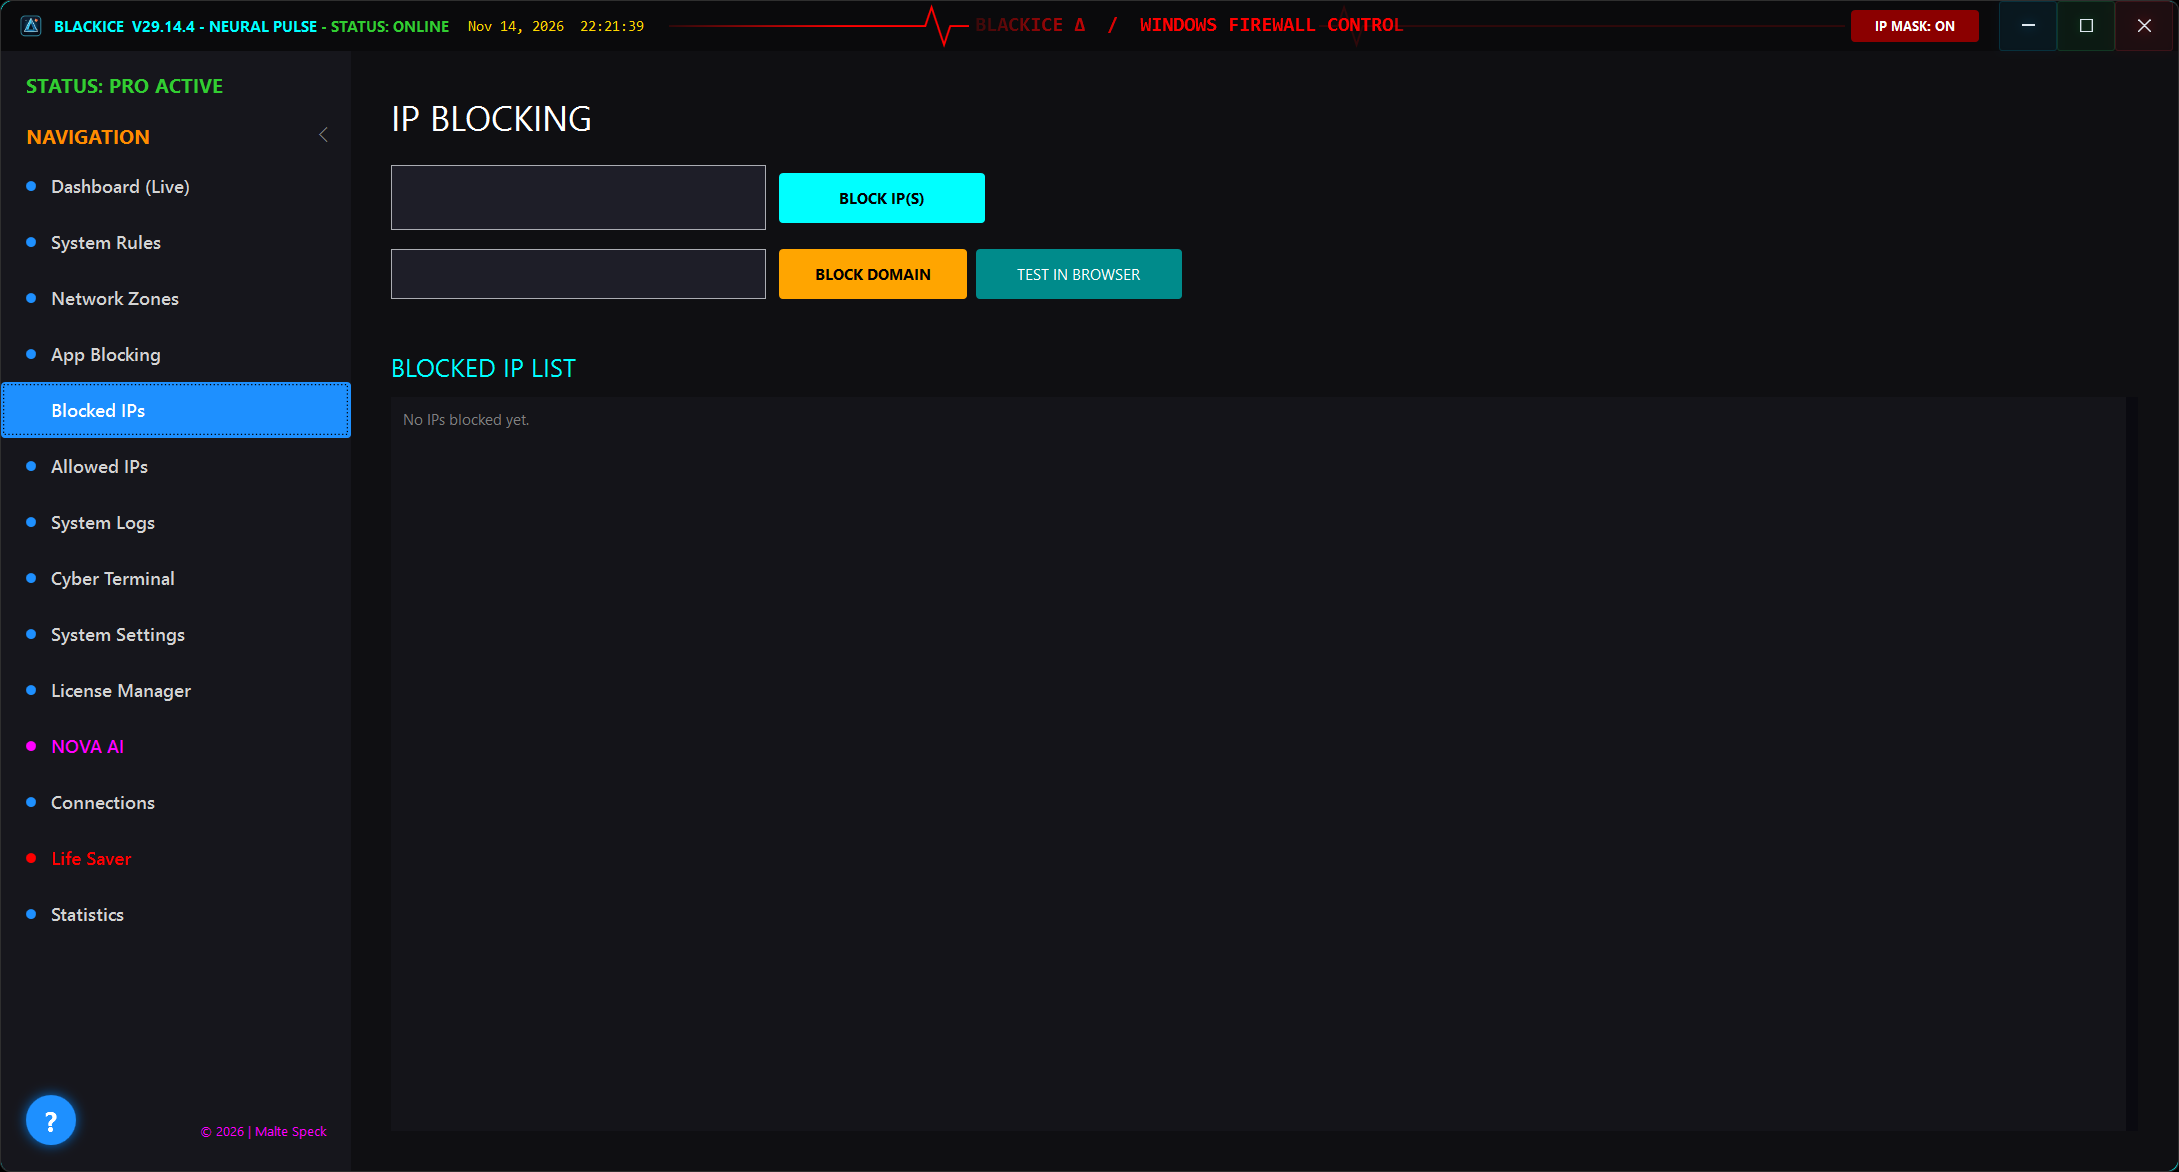 BLACKICE V29.14.4 - NEURAL PULSE - STATUS: ONLINE Nov 14, 2026 22:21:39
BLACKICE Δ / WINDOWS FIREWALL CONTROL
IP MASK: ON
STATUS: PRO ACTIVE
NAVIGATION
Dashboard (Live)
System Rules
Network Zones
App Blocking
Blocked IPs
Allowed IPs
System Logs
Cyber Terminal
System Settings
License Manager
NOVA AI
Connections
Life Saver
Statistics
?
© 2026 | Malte Speck
IP BLOCKING
BLOCK IP(S)
BLOCK DOMAIN
TEST IN BROWSER
BLOCKED IP LIST
No IPs blocked yet.